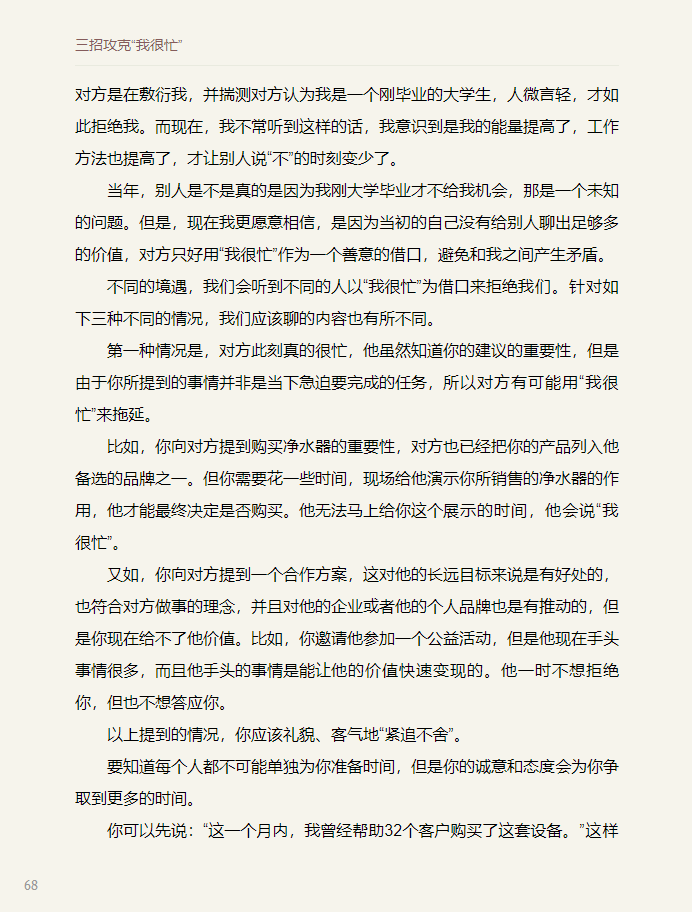 三招攻克“我很忙”
对方是在敷衍我，并揣测对方认为我是一个刚毕业的大学生，人微言轻，才如
此拒绝我。而现在，我不常听到这样的话，我意识到是我的能量提高了，工作
方法也提高了，才让别人说“不”的时刻变少了。
当年，别人是不是真的是因为我刚大学毕业才不给我机会，那是一个未知
的问题。但是，现在我更愿意相信，是因为当初的自己没有给别人聊出足够多
的价值，对方只好用“我很忙”作为一个善意的借口，避免和我之间产生矛盾。
不同的境遇，我们会听到不同的人以“我很忙”为借口来拒绝我们。针对如
下三种不同的情况，我们应该聊的内容也有所不同。
第一种情况是，对方此刻真的很忙，他虽然知道你的建议的重要性，但是
由于你所提到的事情并非是当下急迫要完成的任务，所以对方有可能用“我很
忙”来拖延。
比如，你向对方提到购买净水器的重要性，对方也已经把你的产品列入他
备选的品牌之一。但你需要花一些时间，现场给他演示你所销售的净水器的作
用，他才能最终决定是否购买。他无法马上给你这个展示的时间，他会说“我
很忙”。
又如，你向对方提到一个合作方案，这对他的长远目标来说是有好处的，
也符合对方做事的理念，并且对他的企业或者他的个人品牌也是有推动的，但
是你现在给不了他价值。比如，你邀请他参加一个公益活动，但是他现在手头
事情很多，而且他手头的事情是能让他的价值快速变现的。他一时不想拒绝
你，但也不想答应你。
以上提到的情况，你应该礼貌、客气地“紧追不舍”。
要知道每个人都不可能单独为你准备时间，但是你的诚意和态度会为你争
取到更多的时间。
你可以先说：“这一个月内，我曾经帮助32个客户购买了这套设备。”这样
68